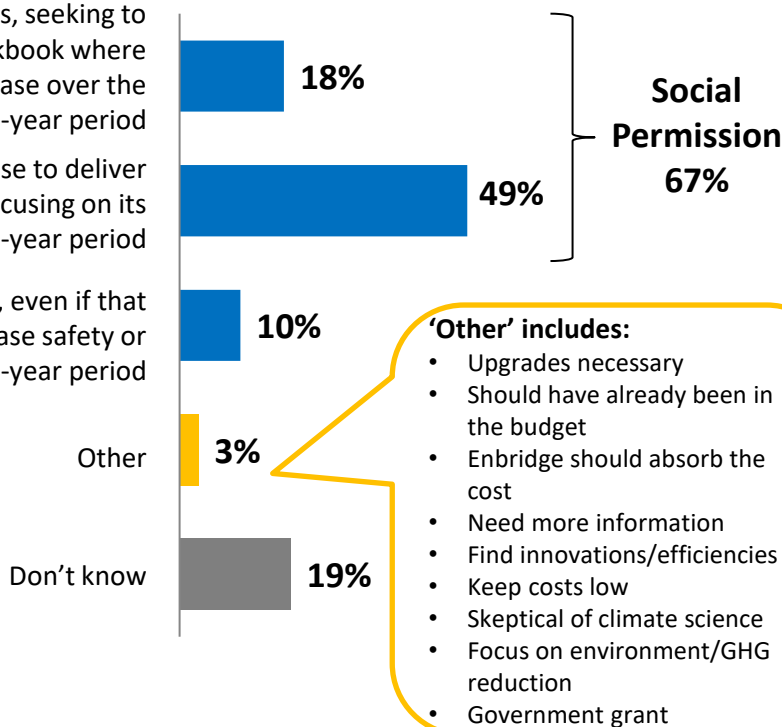 s, seeking to
kbook where
ase over the
-year period
18%
Social
Permission
67%
se to deliver
cusing on its
-year period
49%
, even if that
ase safety or
-year period
10%
'Other' includes:
• Upgrades necessary
• Should have already been in
the budget
• Enbridge should absorb the
cost
• Need more information
• Find innovations/efficiencies
• Keep costs low
• Skeptical of climate science
• Focus on environment/GHG
reduction
• Government grant
Other
3%
Don't know
19%